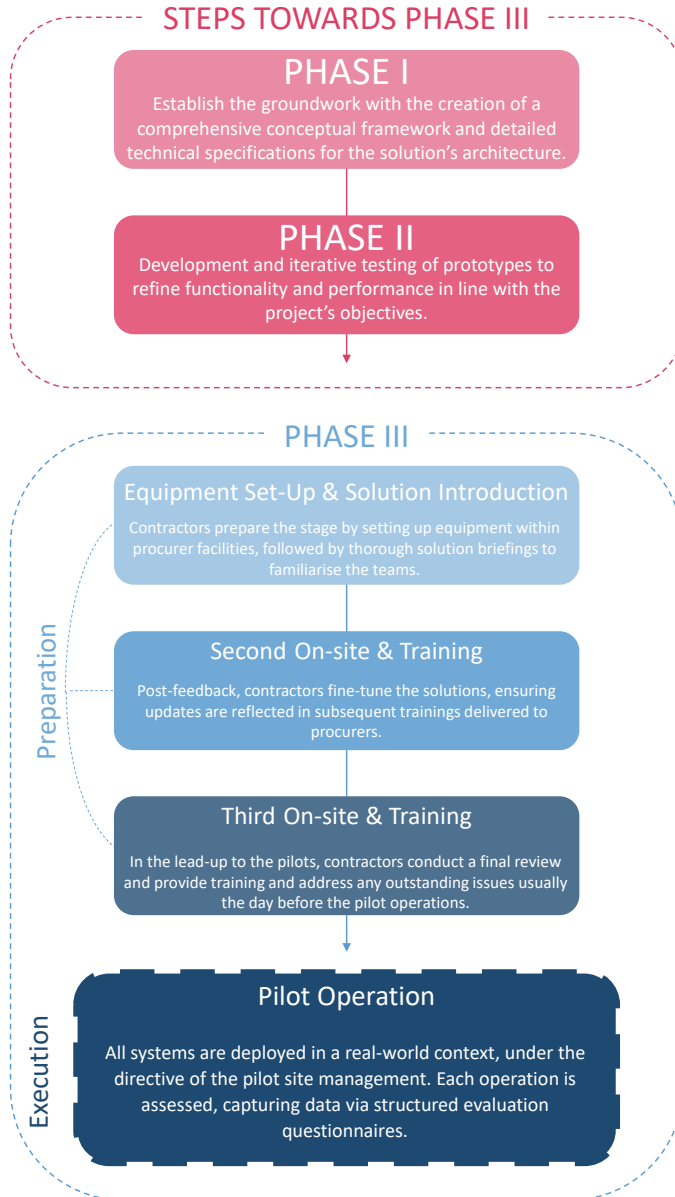 STEPS TOWARDS PHASE III
PHASE I
Establish the groundwork with the creation of a
comprehensive conceptual framework and detailed
technical specifications for the solution's architecture.
PHASE II
Development and iterative testing of prototypes to
refine functionality and performance in line with the
project's objectives.
PHASE III
Preparation
Equipment Set-Up & Solution Introduction
Contractors prepare the stage by setting up equipment within
procurer facilities, followed by thorough solution briefings to
familiarise the teams.
Second On-site & Training
Post-feedback, contractors fine-tune the solutions, ensuring
updates are reflected in subsequent trainings delivered to
procurers.
Third On-site & Training
In the lead-up to the pilots, contractors conduct a final review
and provide training and address any outstanding issues usually
the day before the pilot operations.
Execution
Pilot Operation
All systems are deployed in a real-world context, under the
directive of the pilot site management. Each operation is
assessed, capturing data via structured evaluation
questionnaires.